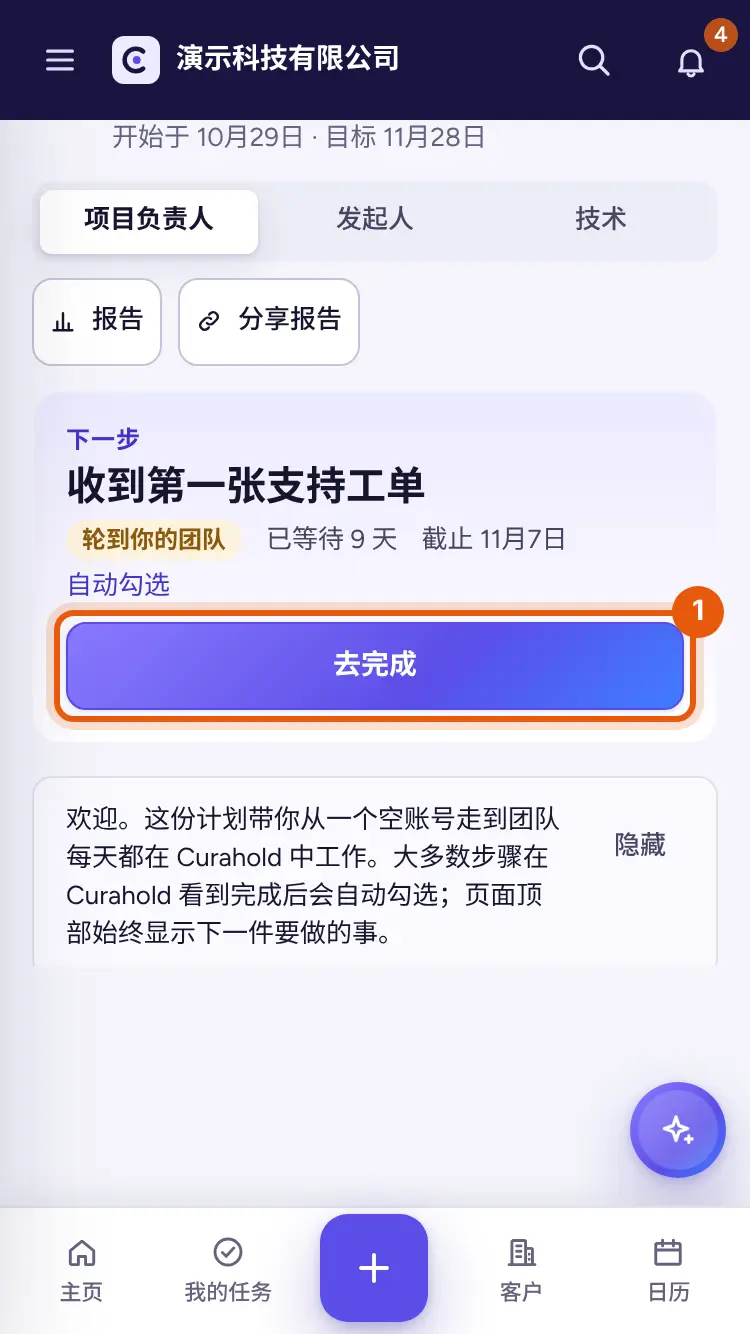 演示科技有限公司
4
开始于 10月29日 · 目标 11月28日
项目负责人
发起人
技术
报告
分享报告
下一步
收到第一张支持工单
轮到你的团队 已等待 9 天 截止 11月7日
自动勾选
1
去完成
欢迎。这份计划带你从一个空账号走到团队
每天都在 Curahold 中工作。大多数步骤在
Curahold 看到完成后会自动勾选；页面顶
部始终显示下一件要做的事。
隐藏
主页
我的任务
客户
日历